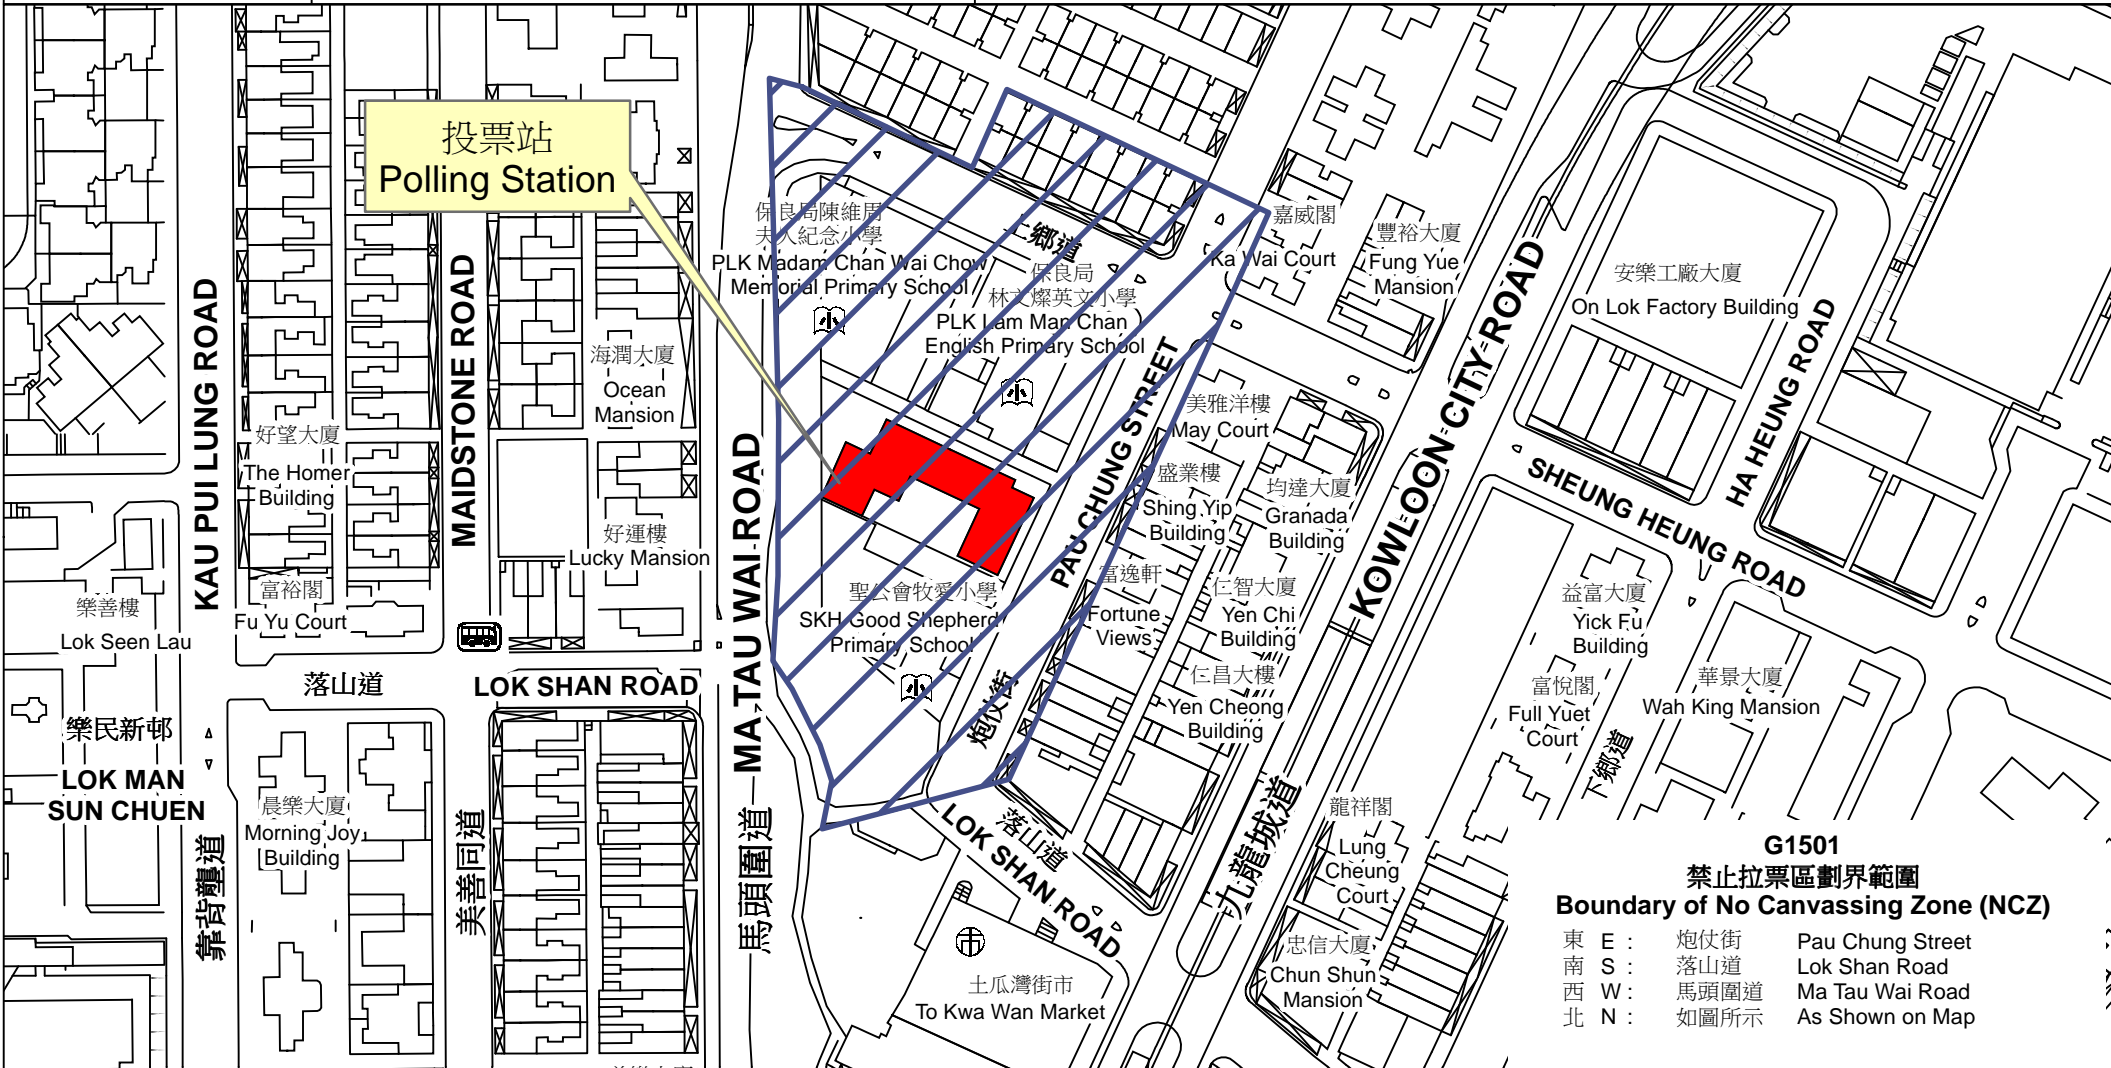 投票站
Polling Station
保良局陳維周
夫人紀念小學
PLK Madam Chan Wai Chow
Memorial Primary School
上鄉道
保良局
林文燦英文小學
PLK Lam Man Chan
English Primary School
嘉威閣
Ka Wai Court
豐裕大廈
Fung Yue
Mansion
安樂工廠大廈
On Lok Factory Building
KAU PUI LUNG ROAD
MAIDSTONE ROAD
海潤大廈
Ocean
Mansion
好望大廈
The Homer
Building
MA TAU WAI ROAD
PAU CHUNG STREET
KOWLOON CITY ROAD
HA HEUNG ROAD
SHEUNG HEUNG ROAD
美雅洋樓
May Court
盛業樓
Shing Yip
Building
均達大廈
Granada
Building
好運樓
Lucky Mansion
富裕閣
Fu Yu Court
樂善樓
Lok Seen Lau
聖公會牧愛小學
SKH Good Shepherd
Primary School
富逸軒
Fortune
Views
仁智大廈
Yen Chi
Building
仁昌大樓
Yen Cheong
Building
益富大廈
Yick Fu
Building
富悅閣
Full Yuet
Court
華景大廈
Wah King Mansion
落山道
LOK SHAN ROAD
炮仗街
下鄉道
樂民新邨
LOK MAN
SUN CHUEN
晨樂大廈
Morning Joy
Building
靠背壟道
美善同道
馬頭圍道
落山道
LOK SHAN ROAD
九龍城道
龍祥閣
Lung
Cheung
Court
忠信大廈
Chun Shun
Mansion
市
土瓜灣街市
To Kwa Wan Market
小
小
小
G1501
禁止拉票區劃界範圍
Boundary of No Canvassing Zone (NCZ)
東 E : 炮仗街 Pau Chung Street
南 S : 落山道 Lok Shan Road
西 W : 馬頭圍道 Ma Tau Wai Road
北 N : 如圖所示 As Shown on Map